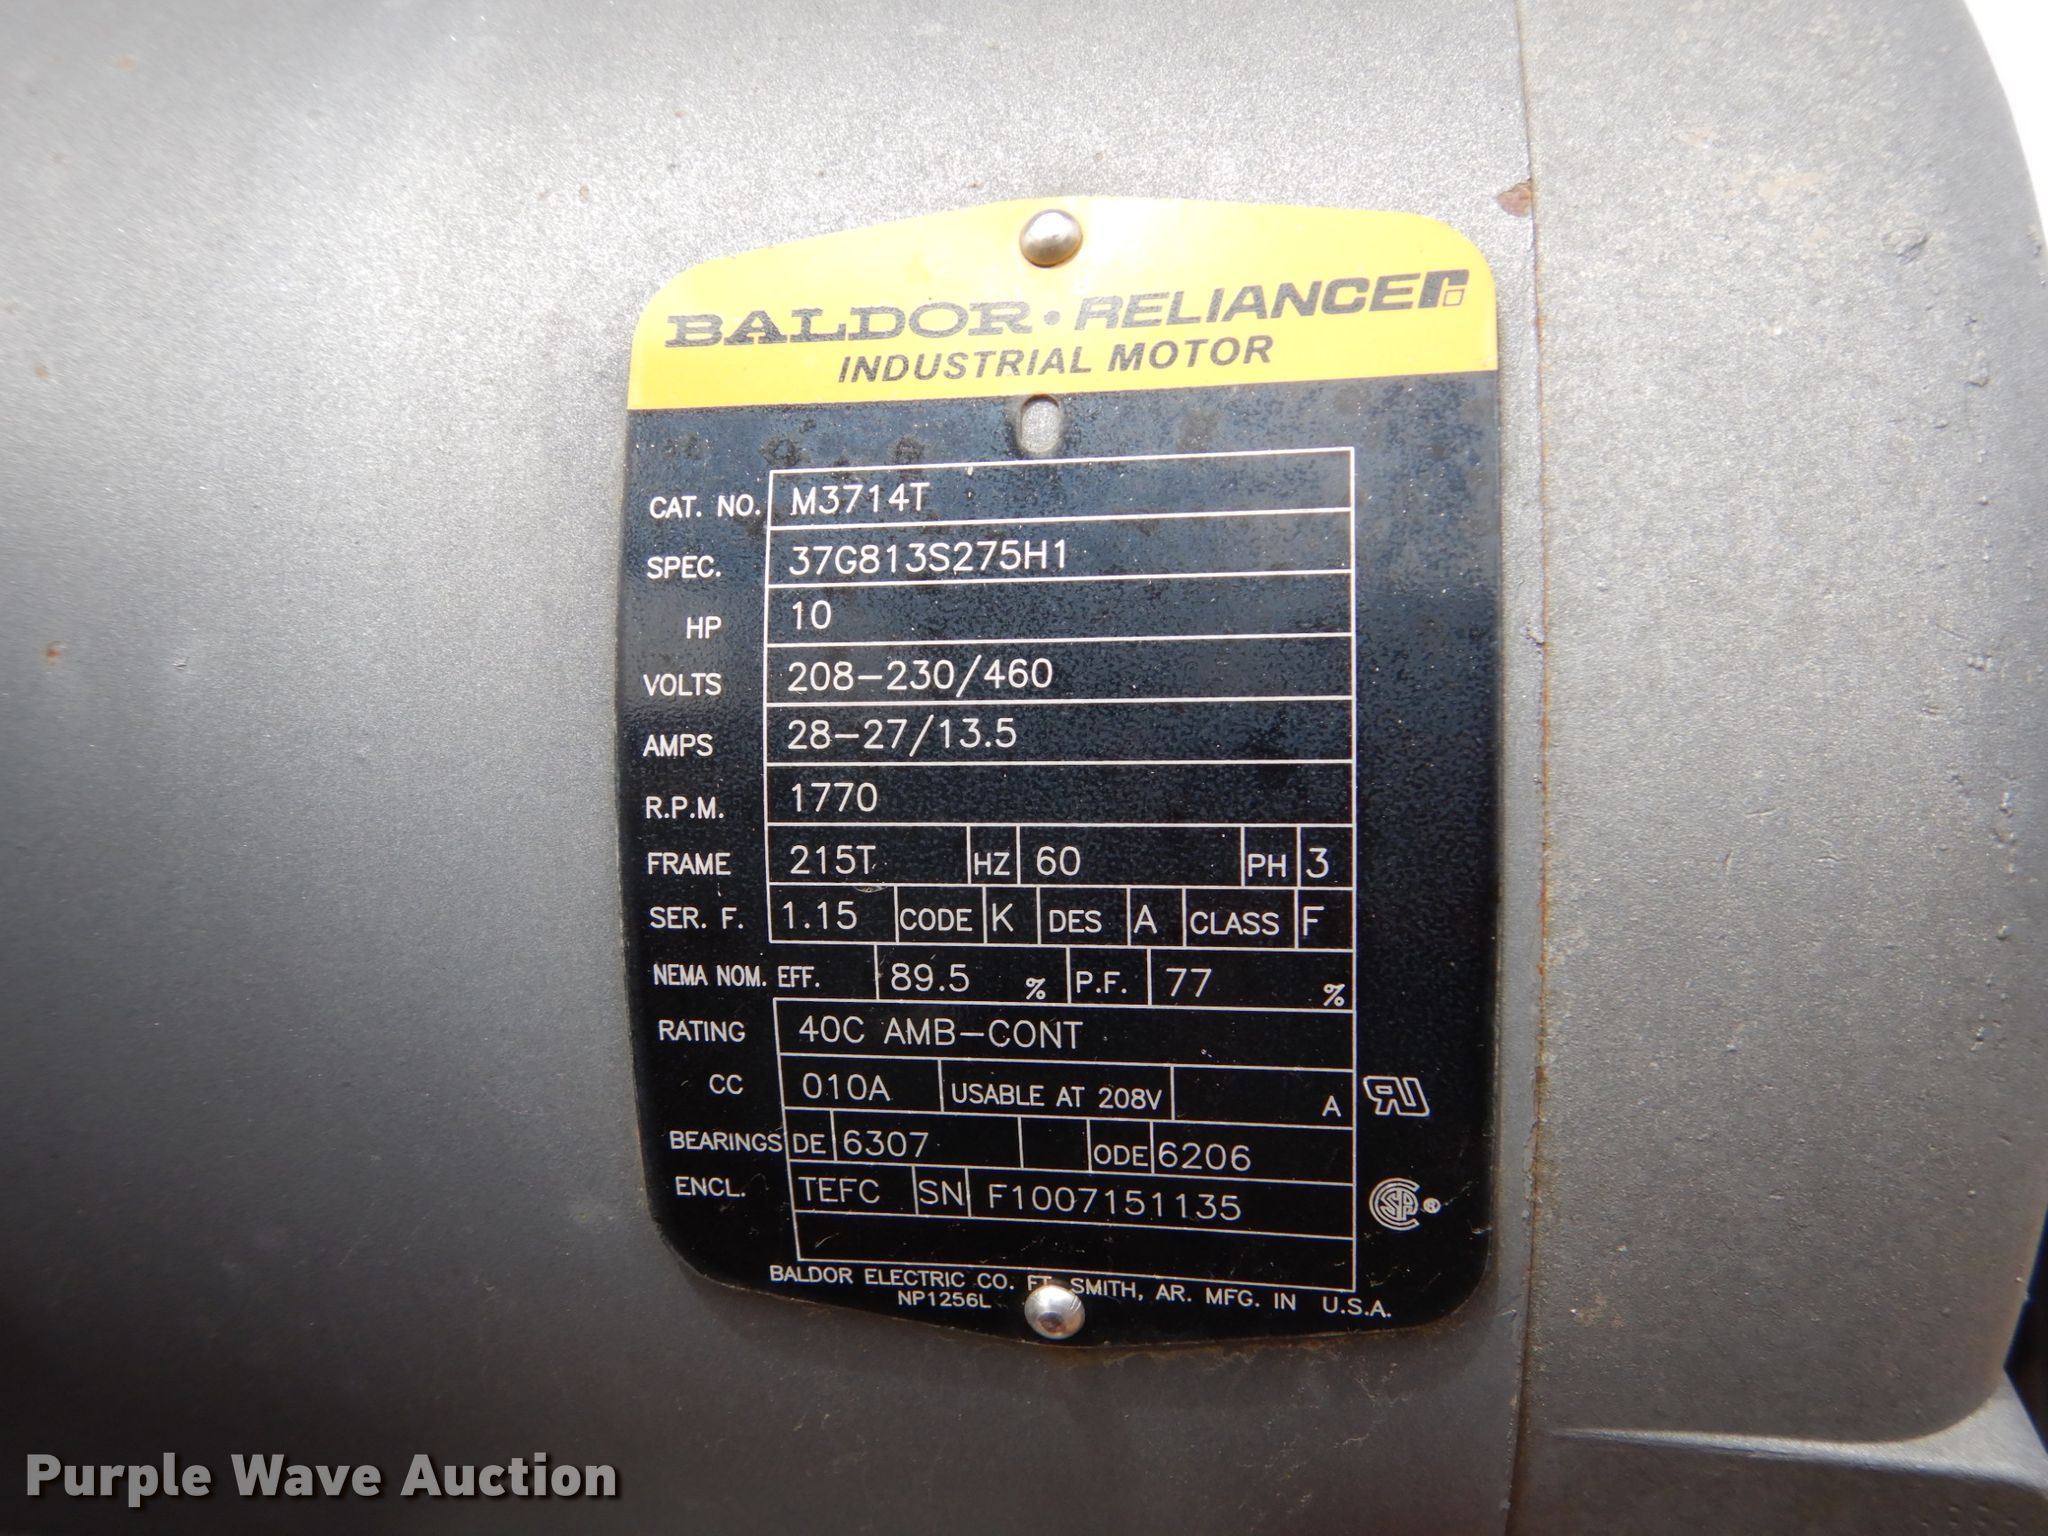 BALDOR • RELIANCER
INDUSTRIAL MOTOR
CAT. NO. M3714T
SPEC. 37G813S275H1
HP 10
VOLTS 208-230/460
AMPS 28-27/13.5
R.P.M. 1770
FRAME 215T HZ 60 PH 3
SER. F. 1.15 CODE K DES A CLASS F
NEMA NOM. EFF. 89.5 % P.F. 77 %
RATING 40C AMB-CONT
CC 010A USABLE AT 208V A
BEARINGS DE 6307 ODE 6206
ENCL. TEFC SN F1007151135
BALDOR ELECTRIC CO. FT. SMITH, AR. MFG. IN U.S.A.
NP1256L
Purple Wave Auction